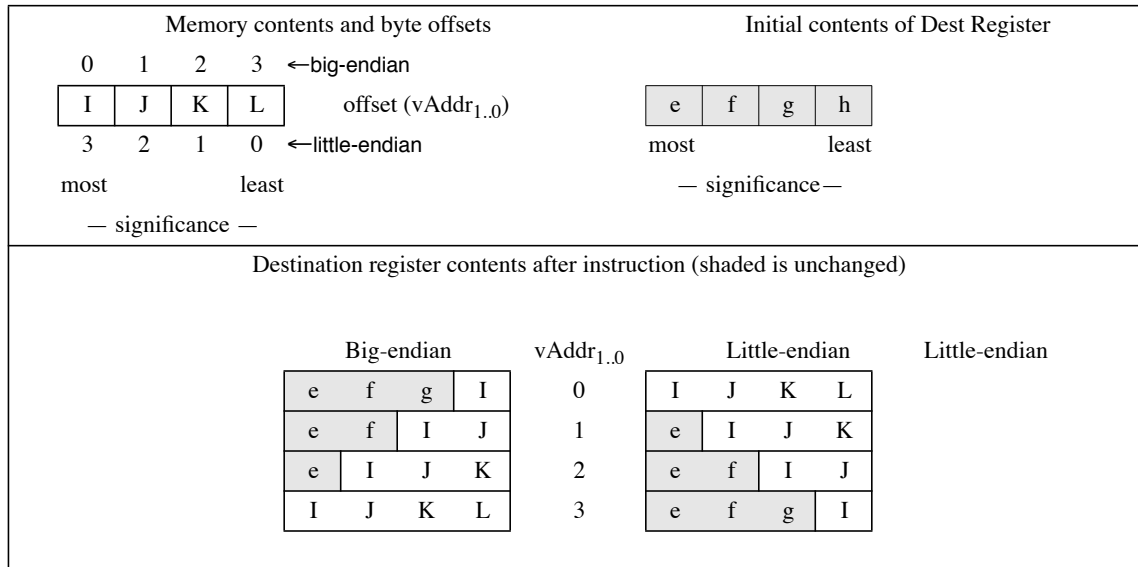 Memory contents and byte offsets Initial contents of Dest Register
0 1 2 3 ←big-endian
I J K L offset (vAddr1..0) e f g h
3 2 1 0 ←little-endian most least
most least — significance—
— significance —
Destination register contents after instruction (shaded is unchanged)
Big-endian vAddr1..0 Little-endian Little-endian
e f g I 0 I J K L
e f I J 1 e I J K
e I J K 2 e f I J
I J K L 3 e f g I